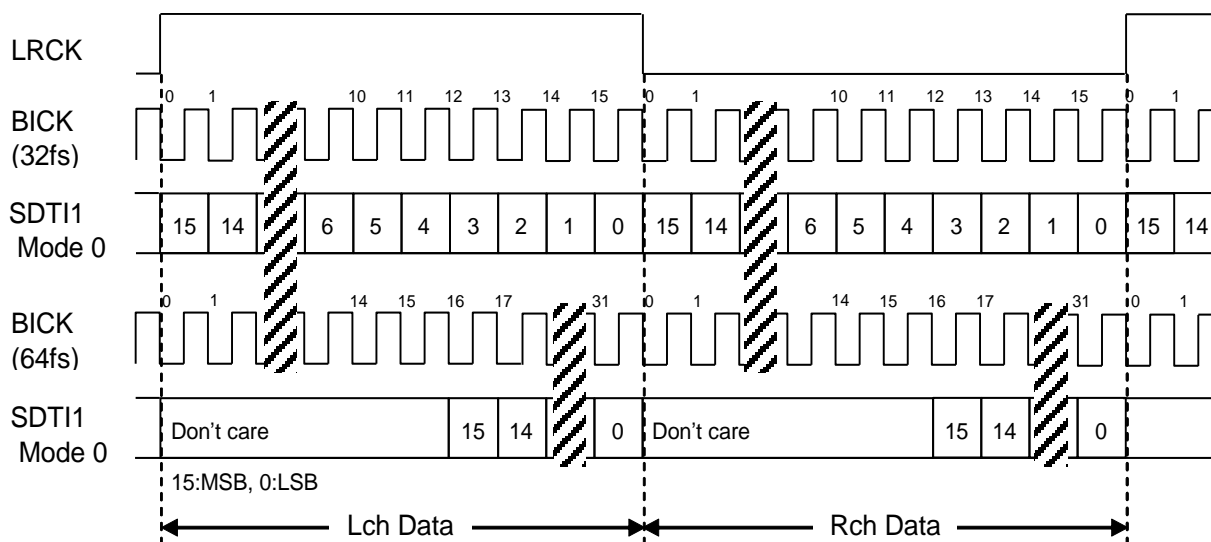 LRCK
0 1 10 11 12 13 14 15 0 1 10 11 12 13 14 15 0 1
BICK
(32fs)
SDTI1
Mode 0
15 14 6 5 4 3 2 1 0 15 14 6 5 4 3 2 1 0 15 14
0 1 14 15 16 17 31 0 1 14 15 16 17 31 0 1
BICK
(64fs)
SDTI1
Mode 0
Don't care 15 14 0 Don't care 15 14 0
15:MSB, 0:LSB
Lch Data Rch Data